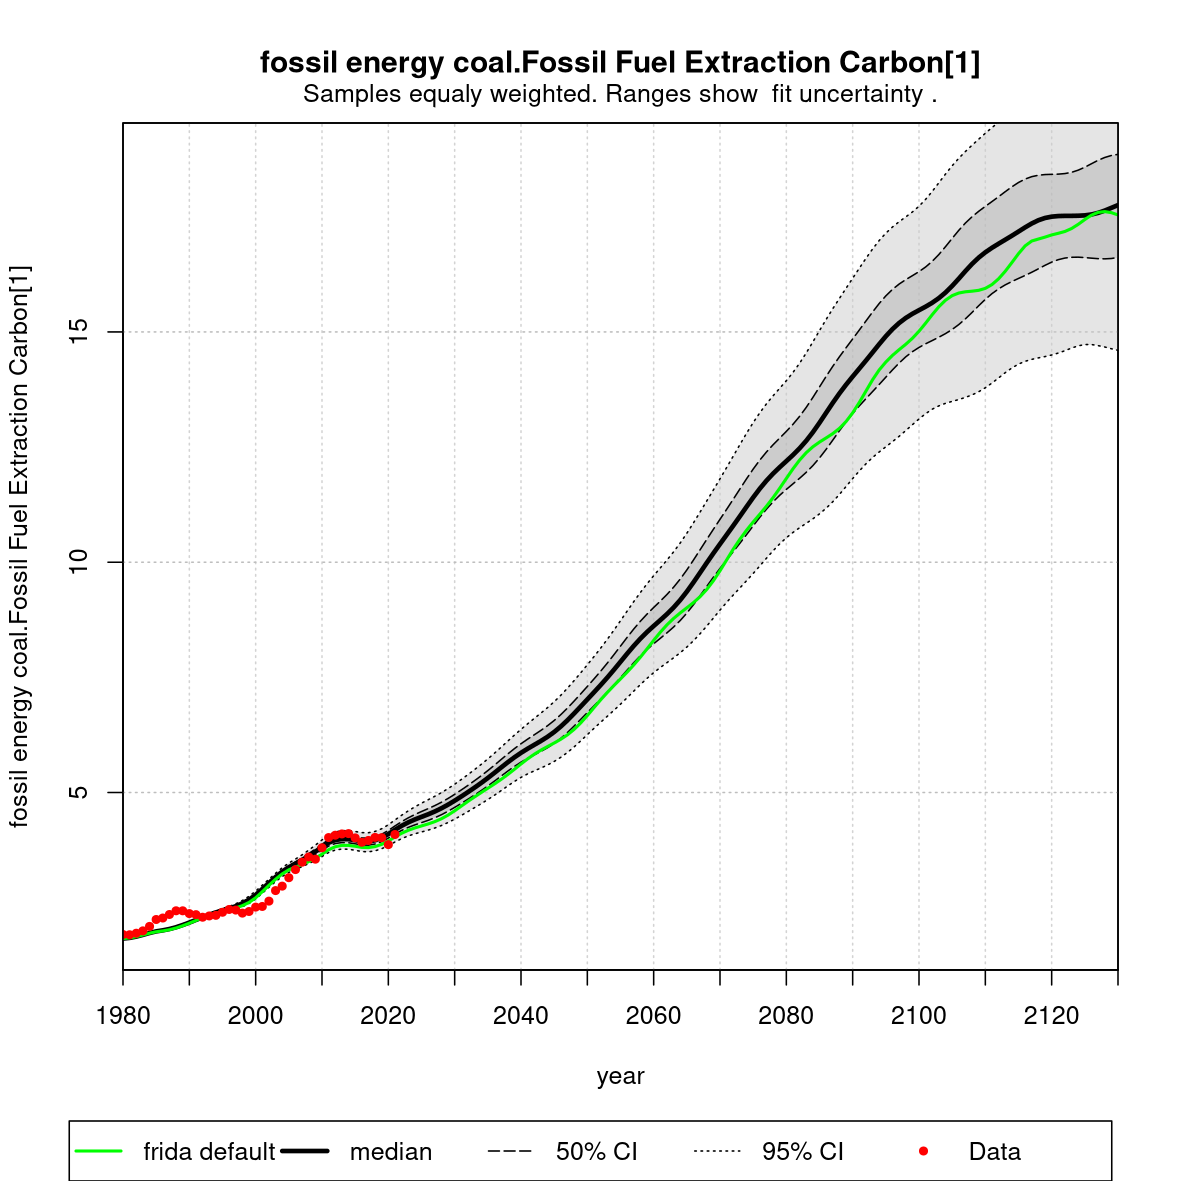 fossil energy coal.Fossil Fuel Extraction Carbon[1]
Samples equaly weighted. Ranges show  fit uncertainty .
fossil energy coal.Fossil Fuel Extraction Carbon[1]
15
10
5
1980 2000 2020 2040 2060 2080 2100 2120
year
frida default median 50% CI 95% CI Data